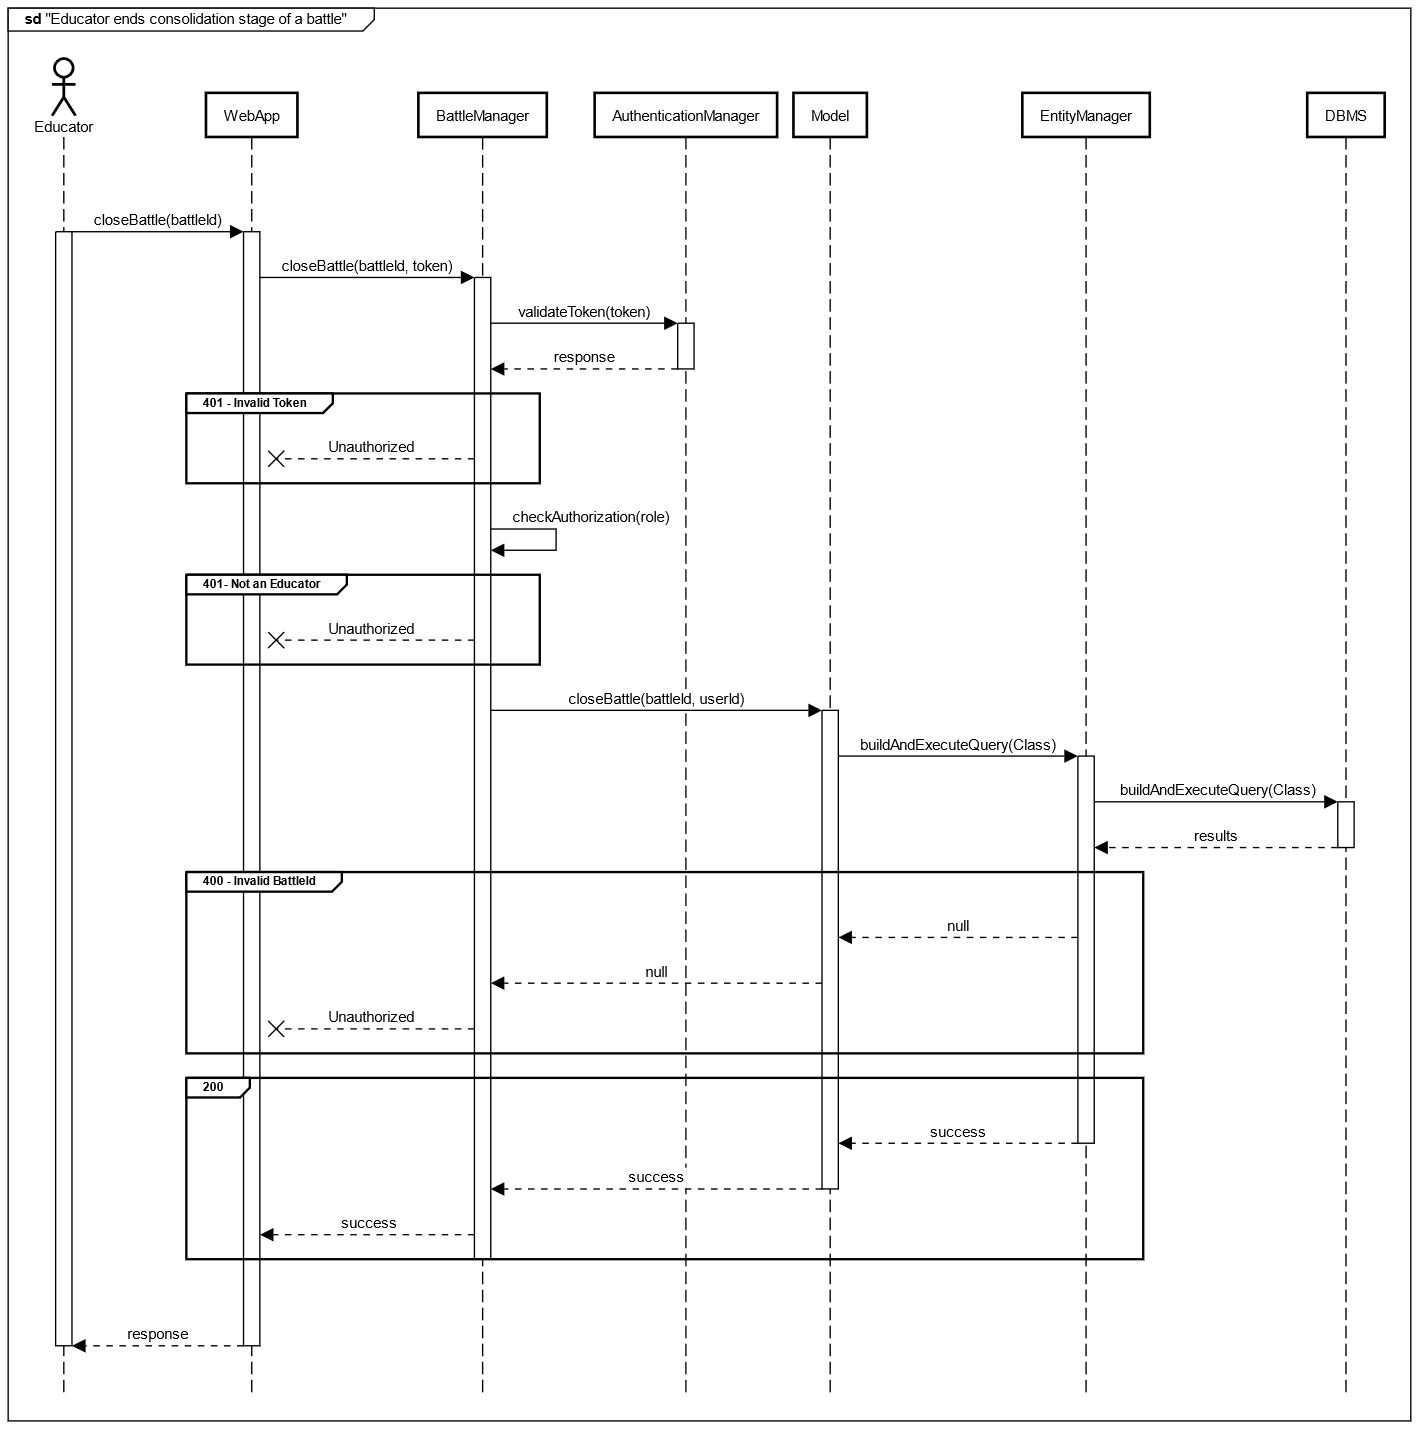 sd "Educator ends consolidation stage of a battle"
Educator
WebApp
BattleManager
AuthenticationManager
Model
EntityManager
DBMS
closeBattle(battleId)
closeBattle(battleId, token)
validateToken(token)
response
401 - Invalid Token
Unauthorized
checkAuthorization(role)
401- Not an Educator
Unauthorized
closeBattle(battleId, userId)
buildAndExecuteQuery(Class)
buildAndExecuteQuery(Class)
results
400 - Invalid BattleId
null
null
Unauthorized
200
success
success
success
response